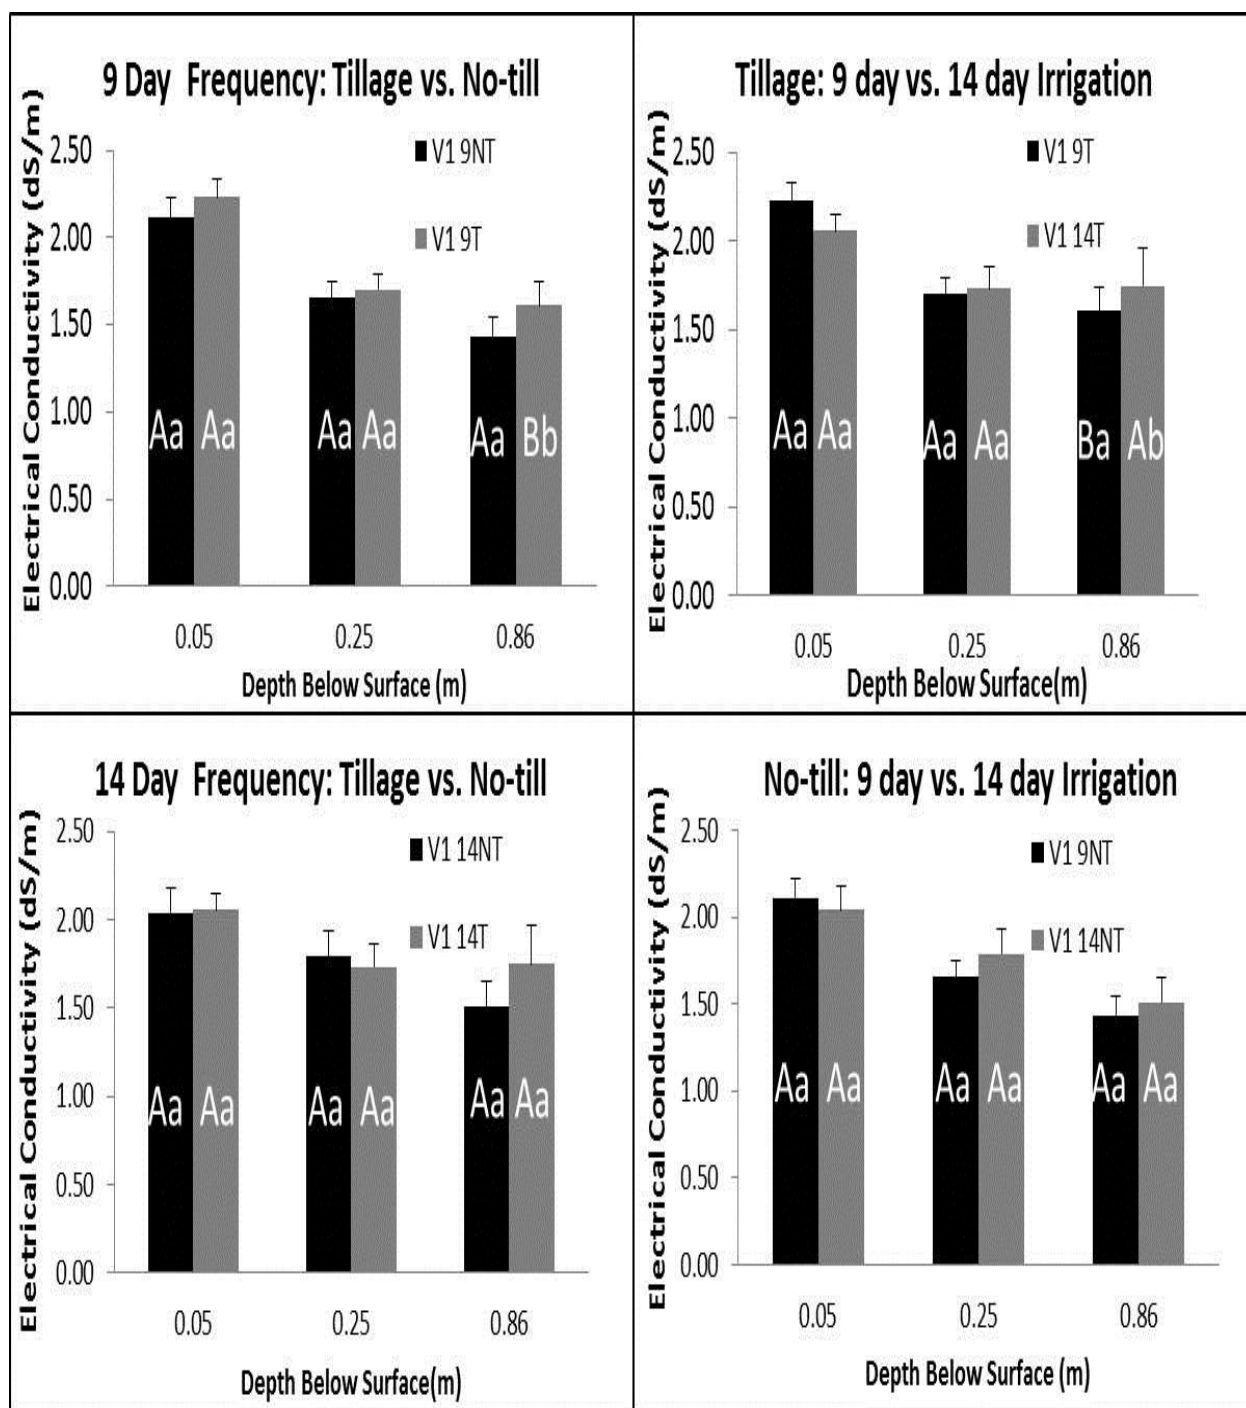 9 Day Frequency: Tillage vs. No-till
Electrical Conductivity (dS/m)
2.50
2.00
1.50
1.00
0.50
0.00
V1 9NT
V1 9T
Aa Aa Aa Aa Aa Bb
0.05 0.25 0.86
Depth Below Surface (m)
Tillage: 9 day vs. 14 day Irrigation
Electrical Conductivity (dS/m)
2.50
2.00
1.50
1.00
0.50
0.00
V1 9T
V1 14T
Aa Aa Aa Aa Ba Ab
0.05 0.25 0.86
Depth Below Surface(m)
14 Day Frequency: Tillage vs. No-till
Electrical Conductivity (dS/m)
2.50
2.00
1.50
1.00
0.50
0.00
V1 14NT
V1 14T
Aa Aa Aa Aa Aa Aa
0.05 0.25 0.86
Depth Below Surface(m)
No-till: 9 day vs. 14 day Irrigation
Electrical Conductivity (dS/m)
2.50
2.00
1.50
1.00
0.50
0.00
V1 9NT
V1 14NT
Aa Aa Aa Aa Aa Aa
0.05 0.25 0.86
Depth Below Surface(m)